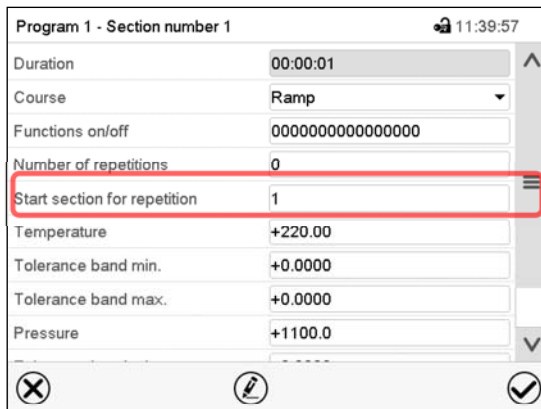 Program 1 - Section number 1 11:39:57
Duration 00:00:01
Course Ramp
Functions on/off 0000000000000000
Number of repetitions 0
Start section for repetition 1
Temperature +220.00
Tolerance band min. +0.0000
Tolerance band max. +0.0000
Pressure +1100.0